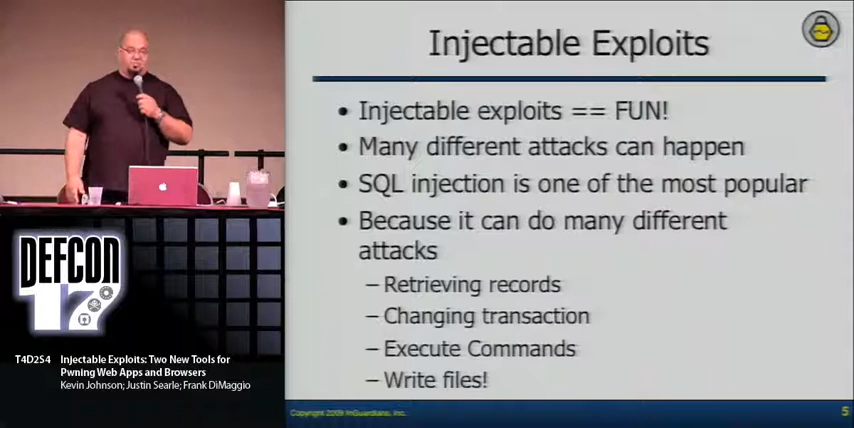 Injectable Exploits
• Injectable exploits == FUN!
• Many different attacks can happen
• SQL injection is one of the most popular
• Because it can do many different
attacks
– Retrieving records
– Changing transaction
– Execute Commands
– Write files!
Copyright 2009 InGuardians, Inc.
5
DEFCON
17
T4D2S4 Injectable Exploits: Two New Tools for
Pwning Web Apps and Browsers
Kevin Johnson; Justin Searle; Frank DiMaggio